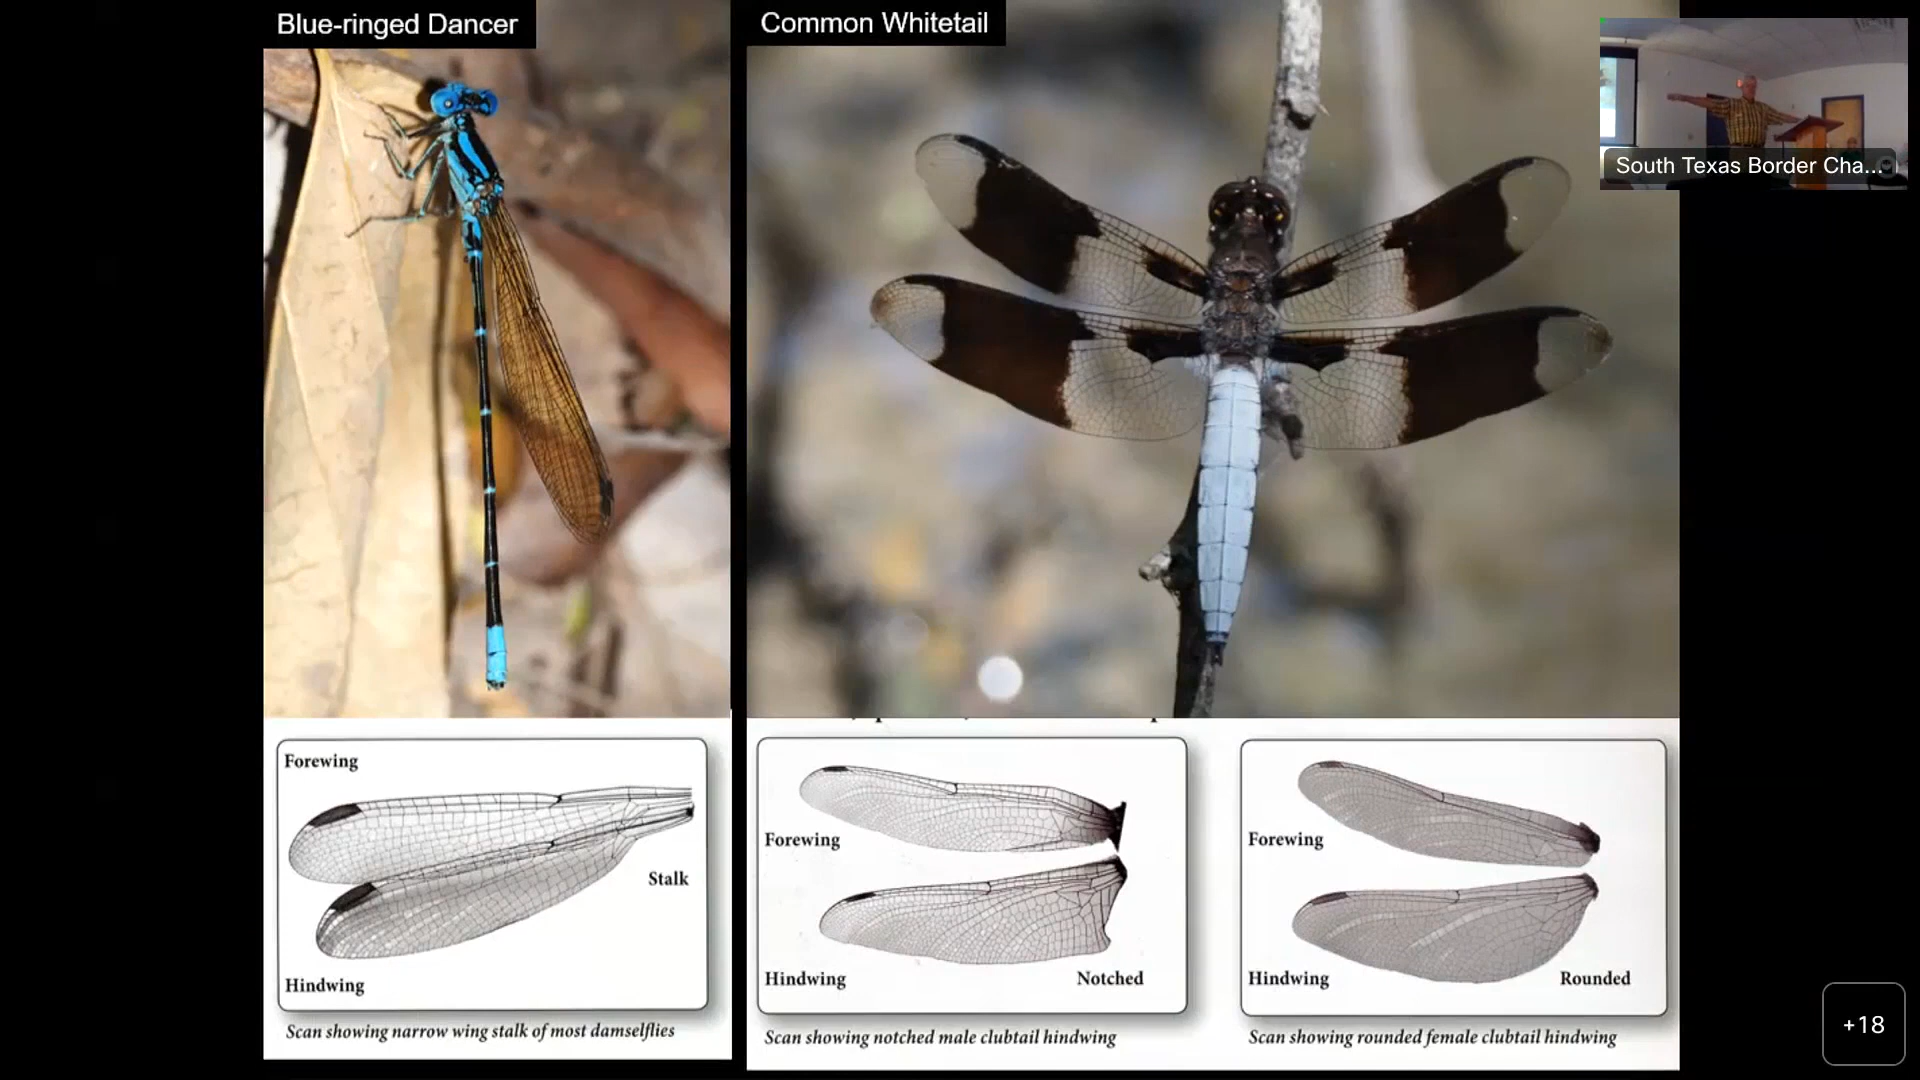 Blue-ringed Dancer
Common Whitetail
South Texas Border Cha...
Forewing
Stalk
Hindwing
Scan showing narrow wing stalk of most damselflies
Forewing
Hindwing
Notched
Scan showing notched male clubtail hindwing
Forewing
Hindwing
Rounded
Scan showing rounded female clubtail hindwing
+18